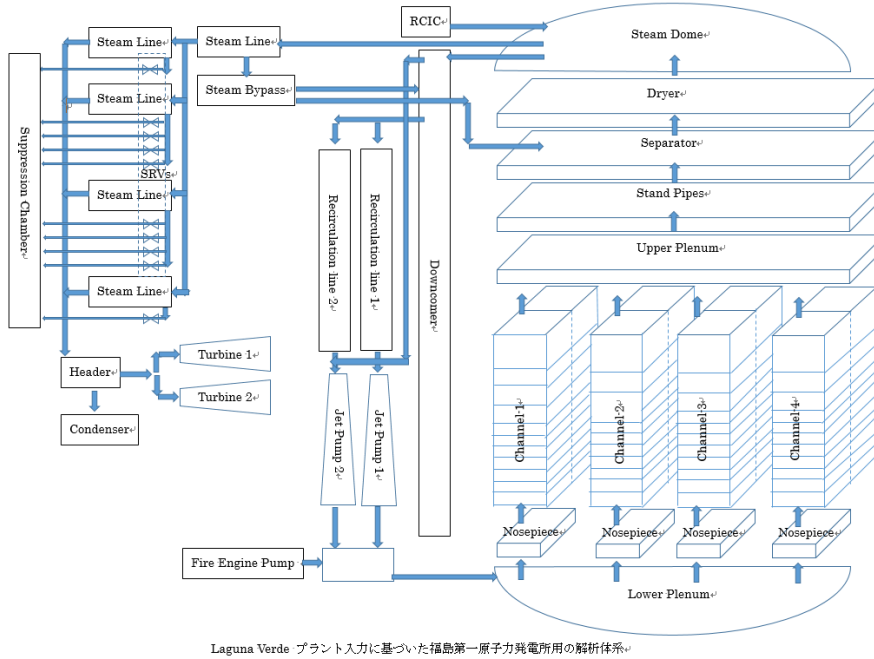 RCIC
Steam Dome
Steam Line
Steam Line
Steam Bypass
Steam Line
Steam Line
Steam Line
SRVs
Suppression Chamber
Dryer
Separator
Stand Pipes
Upper Plenum
Recirculation line 2
Recirculation line 1
Downcomer
Header
Turbine 1
Turbine 2
Condenser
Jet Pump 2
Jet Pump 1
Channel 1
Channel 2
Channel 3
Channel 4
Nosepiece
Nosepiece
Nosepiece
Nosepiece
Fire Engine Pump
Lower Plenum
Laguna Verde プラント入力に基づいた福島第一原子力発電所用の解析体系